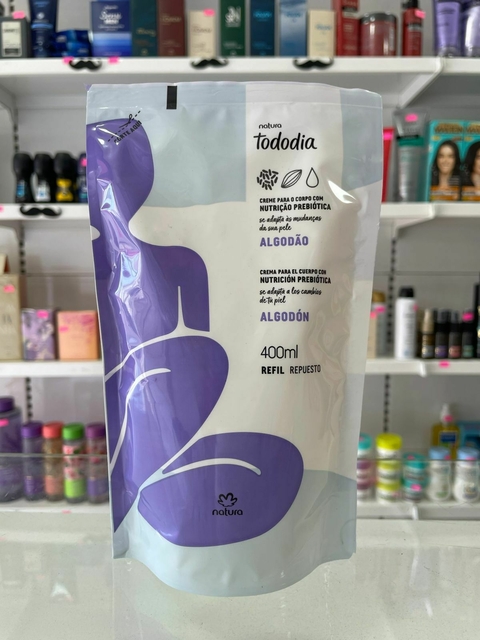 natura
Tododia
CREME PARA O CORPO COM
NUTRIÇÃO PREBIÓTICA
se adapta às mudanças
da sua pele
ALGODÃO
CREMA PARA EL CUERPO CON
NUTRICIÓN PREBIÓTICA
se adapta a los cambios
de tu piel
ALGODÓN
400ml
REFIL REPUESTO
natura